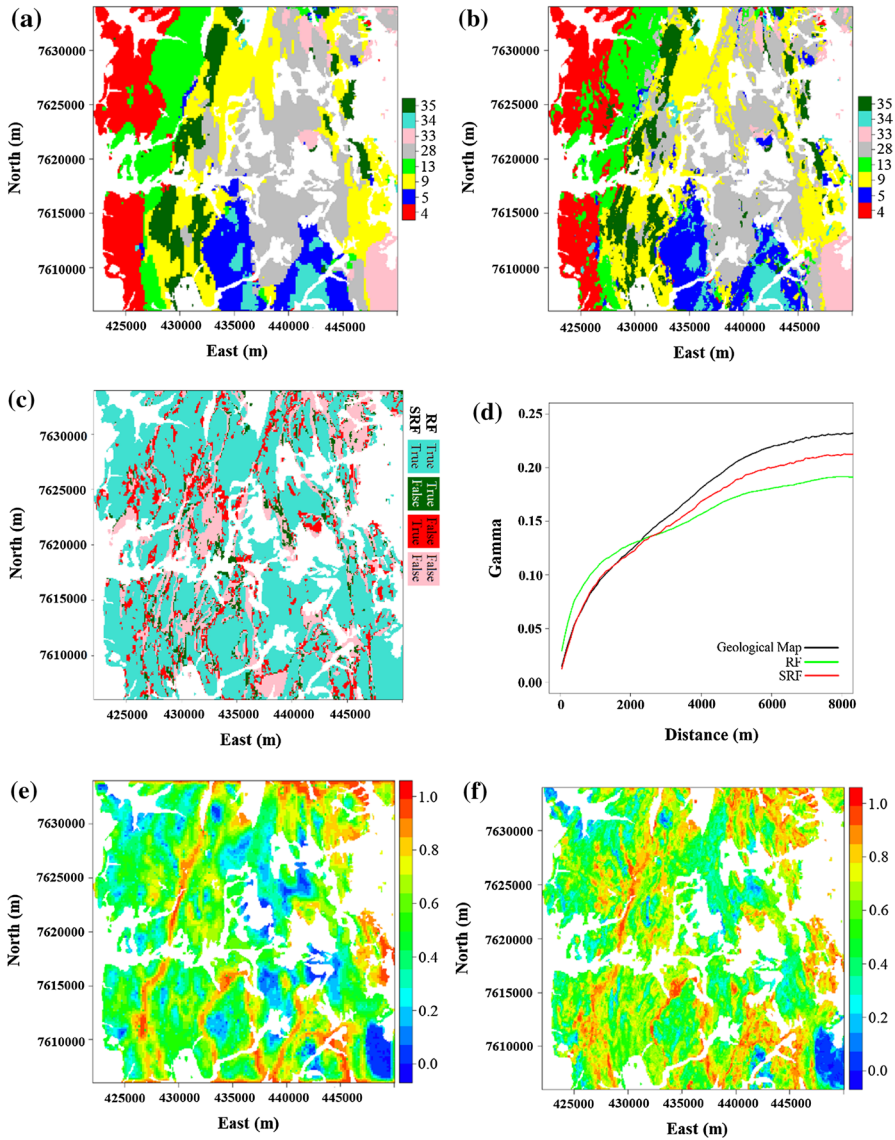 (a)
North (m)
7630000
7625000
7620000
7615000
7610000
425000 430000 435000 440000 445000
East (m)
35
34
33
28
13
9
5
4
(b)
North (m)
7630000
7625000
7620000
7615000
7610000
425000 430000 435000 440000 445000
East (m)
35
34
33
28
13
9
5
4
(c)
North (m)
7630000
7625000
7620000
7615000
7610000
425000 430000 435000 440000 445000
East (m)
RF
SRF
True
True
True
False
False
True
False
False
(d)
Gamma
0.25
0.20
0.15
0.10
0.05
0.00
0 2000 4000 6000 8000
Distance (m)
Geological Map
RF
SRF
(e)
North (m)
7630000
7625000
7620000
7615000
7610000
425000 430000 435000 440000 445000
East (m)
1.0
0.8
0.6
0.4
0.2
0.0
(f)
North (m)
7630000
7625000
7620000
7615000
7610000
425000 430000 435000 440000 445000
East (m)
1.0
0.8
0.6
0.4
0.2
0.0